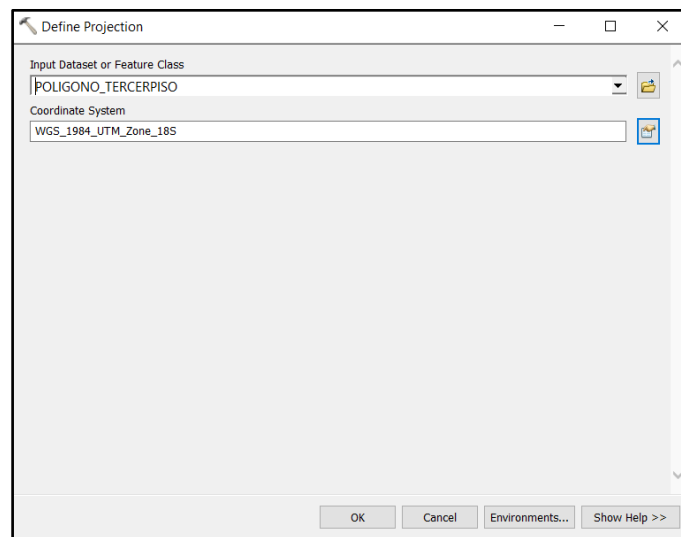 Define Projection
Input Dataset or Feature Class
POLIGONO_TERCERPISO
Coordinate System
WGS_1984_UTM_Zone_18S
OK Cancel Environments... Show Help >>